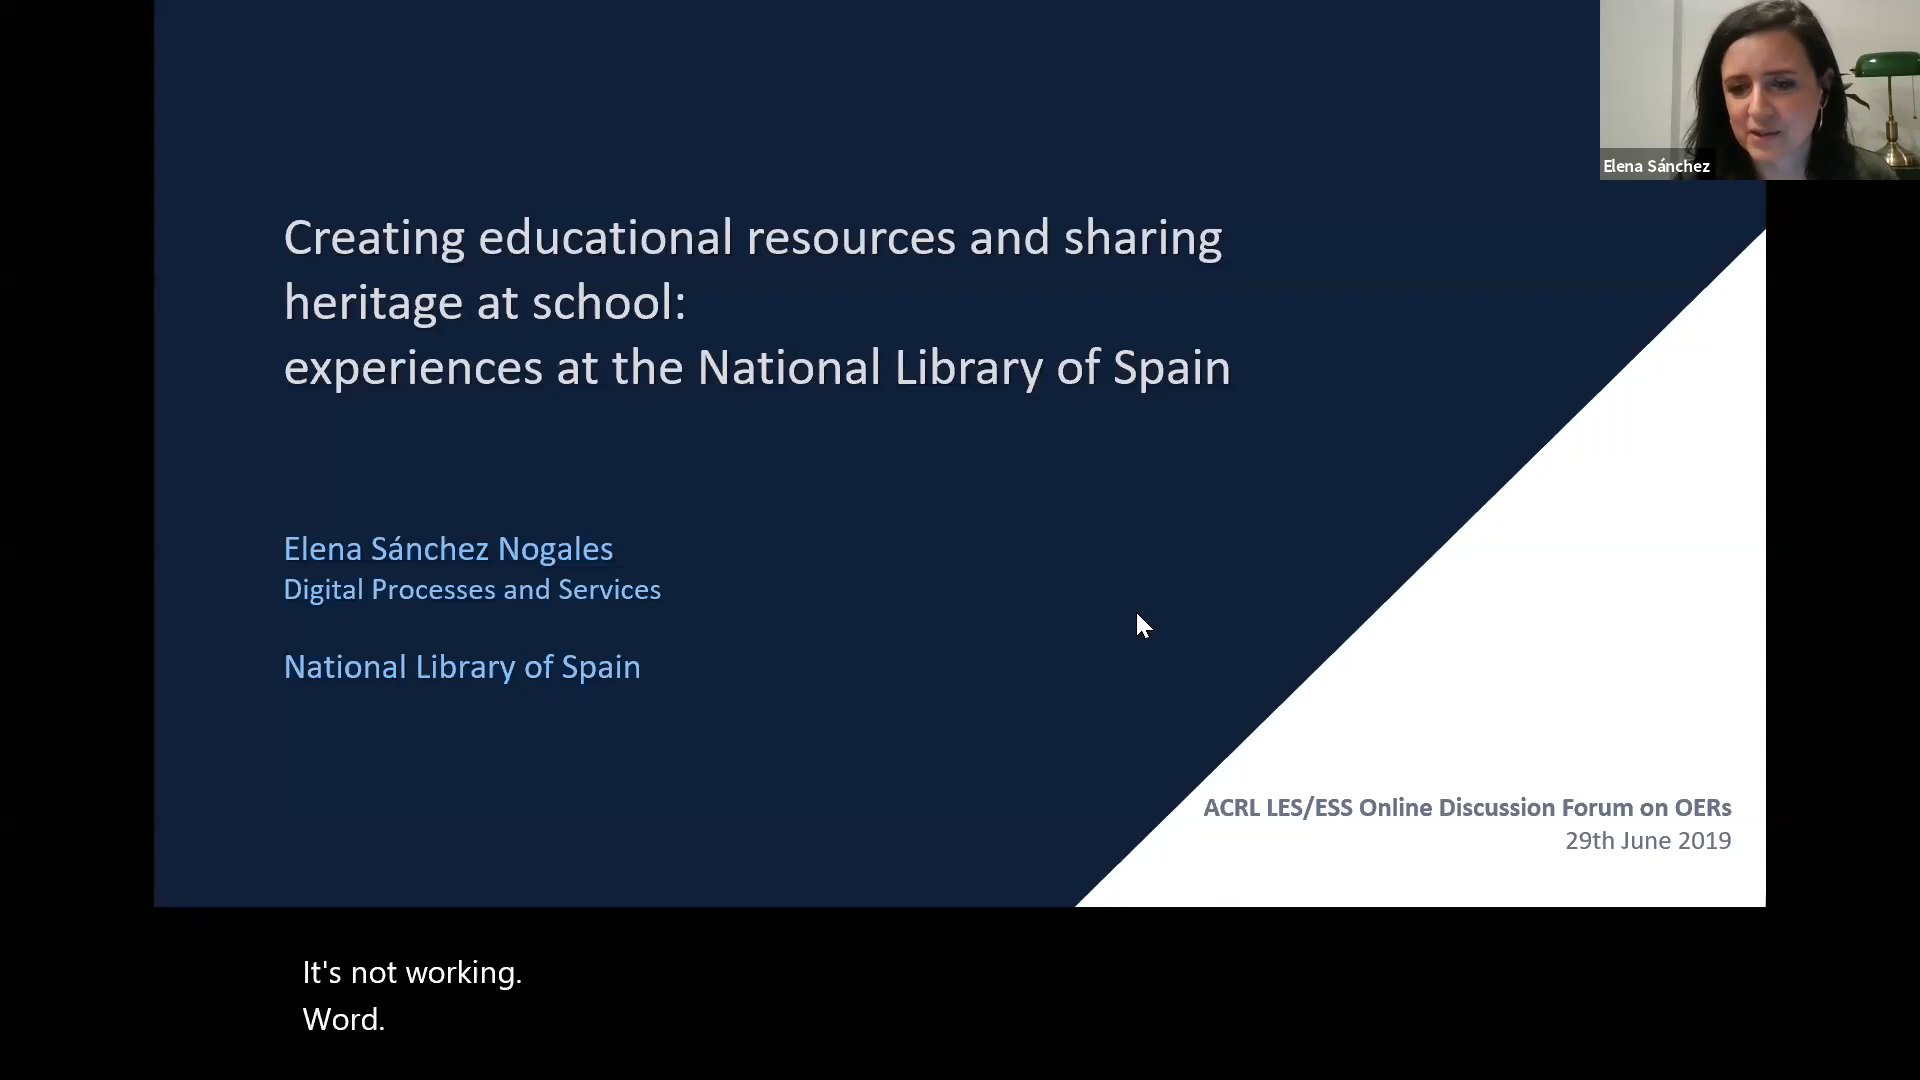 Elena Sánchez
Creating educational resources and sharing
heritage at school:
experiences at the National Library of Spain
Elena Sánchez Nogales
Digital Processes and Services
National Library of Spain
ACRL LES/ESS Online Discussion Forum on OERs
29th June 2019
It's not working.
Word.